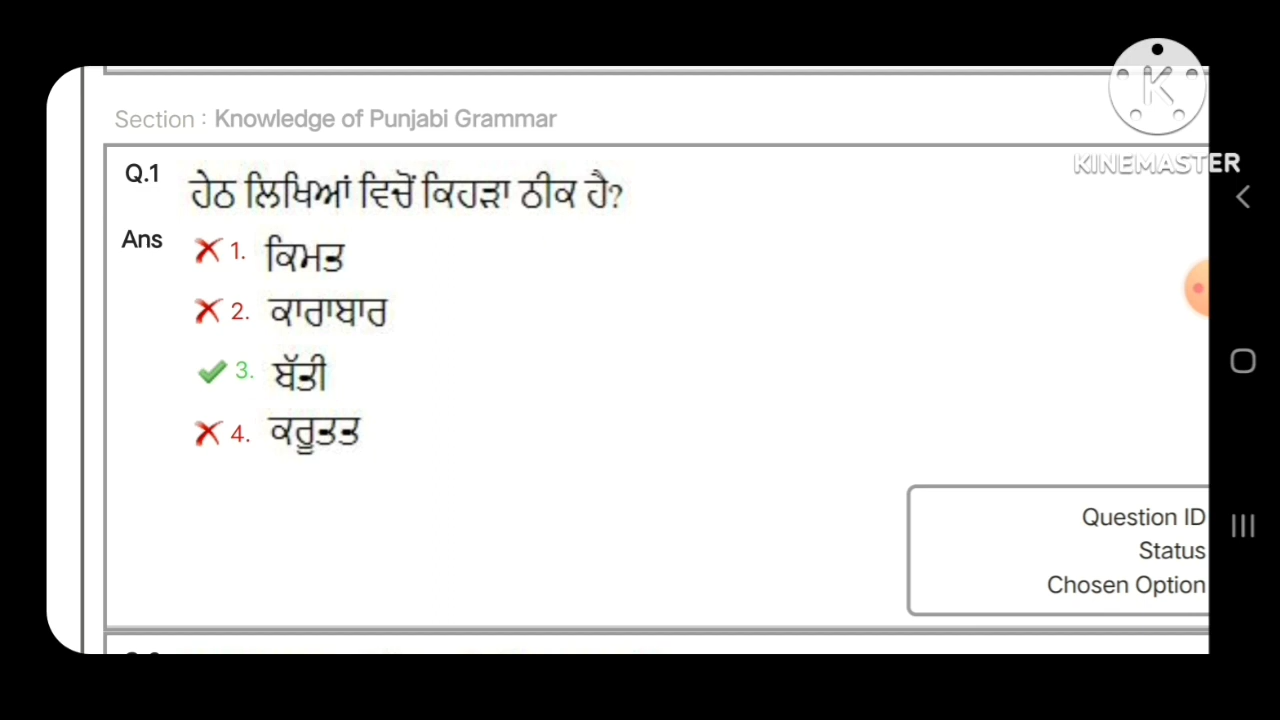 Section : Knowledge of Punjabi Grammar
KINEMASTER
Q.1 ਹੇਠ ਲਿਖਿਆਂ ਵਿਚੋਂ ਕਿਹੜਾ ਠੀਕ ਹੈ?
Ans 1. ਕਿਮਤ
2. ਕਾਰਾਬਾਰ
3. ਬੱਤੀ
4. ਕਰੂਤਤ
Question ID
Status
Chosen Option